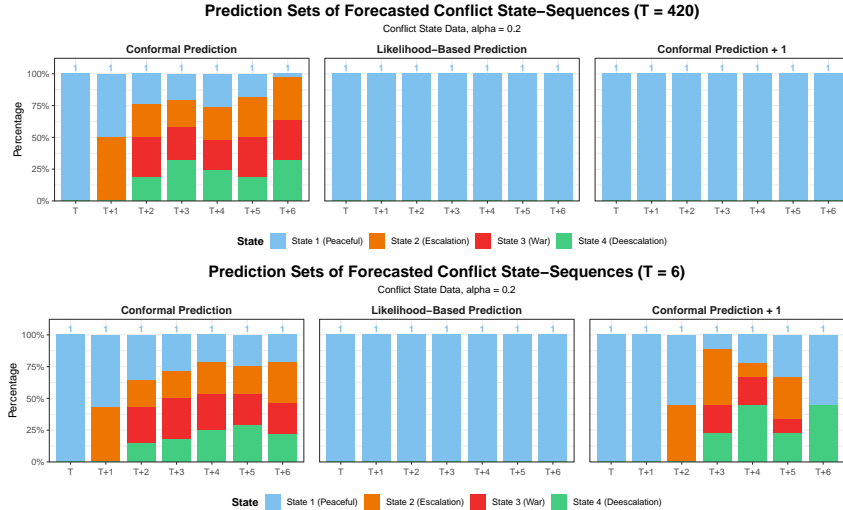 Prediction Sets of Forecasted Conflict State−Sequences (T = 420)
Conflict State Data, alpha = 0.2
Conformal Prediction
Likelihood−Based Prediction
Conformal Prediction + 1
1 1 1 1 1 1 1
1 1 1 1 1 1 1
1 1 1 1 1 1 1
100%
75%
50%
25%
0%
Percentage
T T+1 T+2 T+3 T+4 T+5 T+6
T T+1 T+2 T+3 T+4 T+5 T+6
T T+1 T+2 T+3 T+4 T+5 T+6
State State 1 (Peaceful) State 2 (Escalation) State 3 (War) State 4 (Deescalation)
Prediction Sets of Forecasted Conflict State−Sequences (T = 6)
Conflict State Data, alpha = 0.2
Conformal Prediction
Likelihood−Based Prediction
Conformal Prediction + 1
1 1 1 1 1 1 1
1 1 1 1 1 1 1
1 1 1 1 1 1 1
100%
75%
50%
25%
0%
Percentage
T T+1 T+2 T+3 T+4 T+5 T+6
T T+1 T+2 T+3 T+4 T+5 T+6
T T+1 T+2 T+3 T+4 T+5 T+6
State State 1 (Peaceful) State 2 (Escalation) State 3 (War) State 4 (Deescalation)